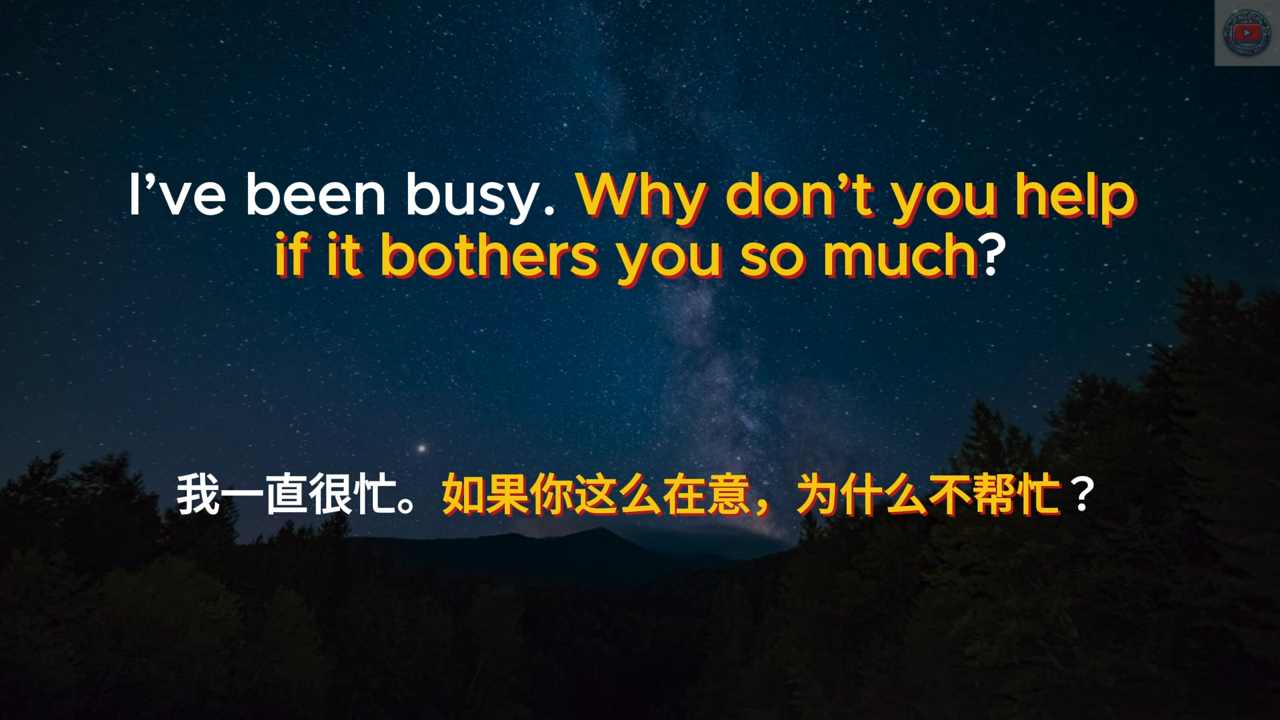 I’ve been busy. Why don’t you help
if it bothers you so much?
我一直很忙。如果你这么在意，为什么不帮忙？